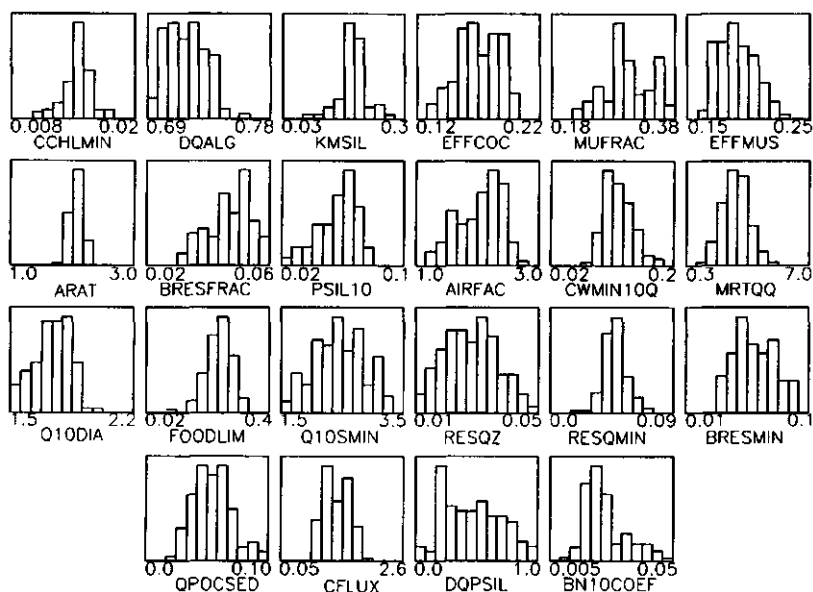 0.008 0.02 0.69 0.78 0.03 0.3 0.12 0.22 0.18 0.38 0.15 0.25
CCHLMIN DQALG KMSIL EFFCOC MUFRAC EFFMUS
1.0 3.0 0.02 0.06 0.02 0.1 1.0 3.0 0.02 0.2 0.3 7.0
ARAT BRESFRAC PSIL10 AIRFAC CWMIN10Q MRTQQ
1.5 2.2 0.02 0.4 1.5 3.5 0.01 0.05 0.0 0.09 0.01 0.1
Q10DIA FOODLIM Q10SMIN RESQZ RESQMIN BRESMIN
0.0 0.10 0.05 2.6 0.0 1.0 0.005 0.05
QPOCSED CFLUX DQPSIL BN10COEF